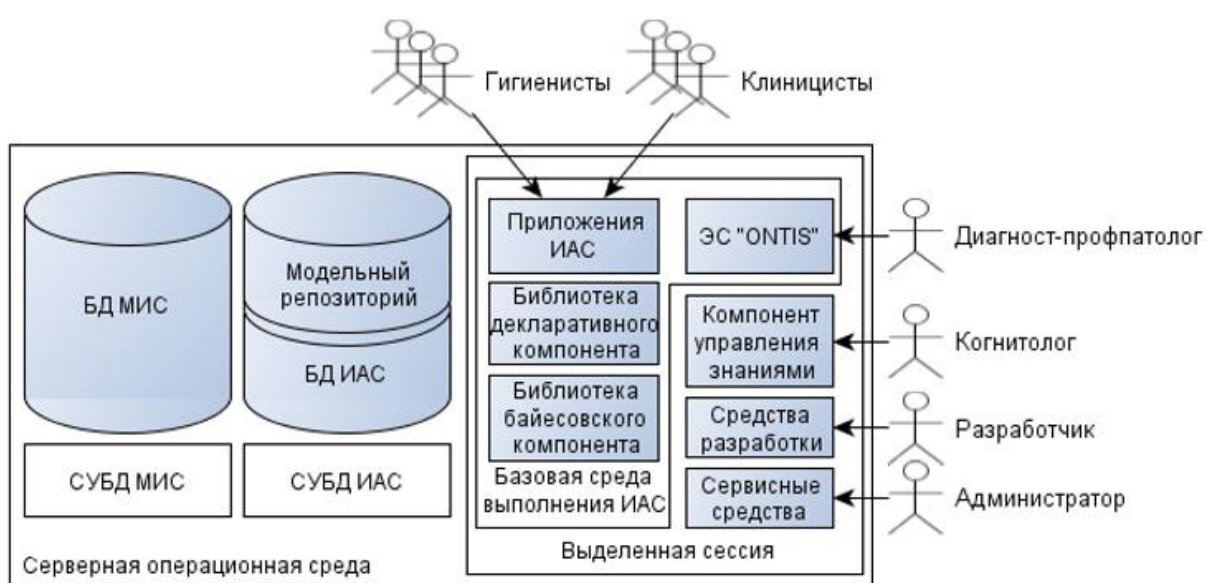 Гигиенисты
Клиницисты
БД МИС
Модельный
репозиторий
БД ИАС
СУБД МИС
СУБД ИАС
Серверная операционная среда
Приложения
ИАС
Библиотека
декларативного
компонента
Библиотека
байесовского
компонента
Базовая среда
выполнения ИАС
ЭС "ONTIS"
Компонент
управления
знаниями
Средства
разработки
Сервисные
средства
Выделенная сессия
Диагност-профпатолог
Когнитолог
Разработчик
Администратор